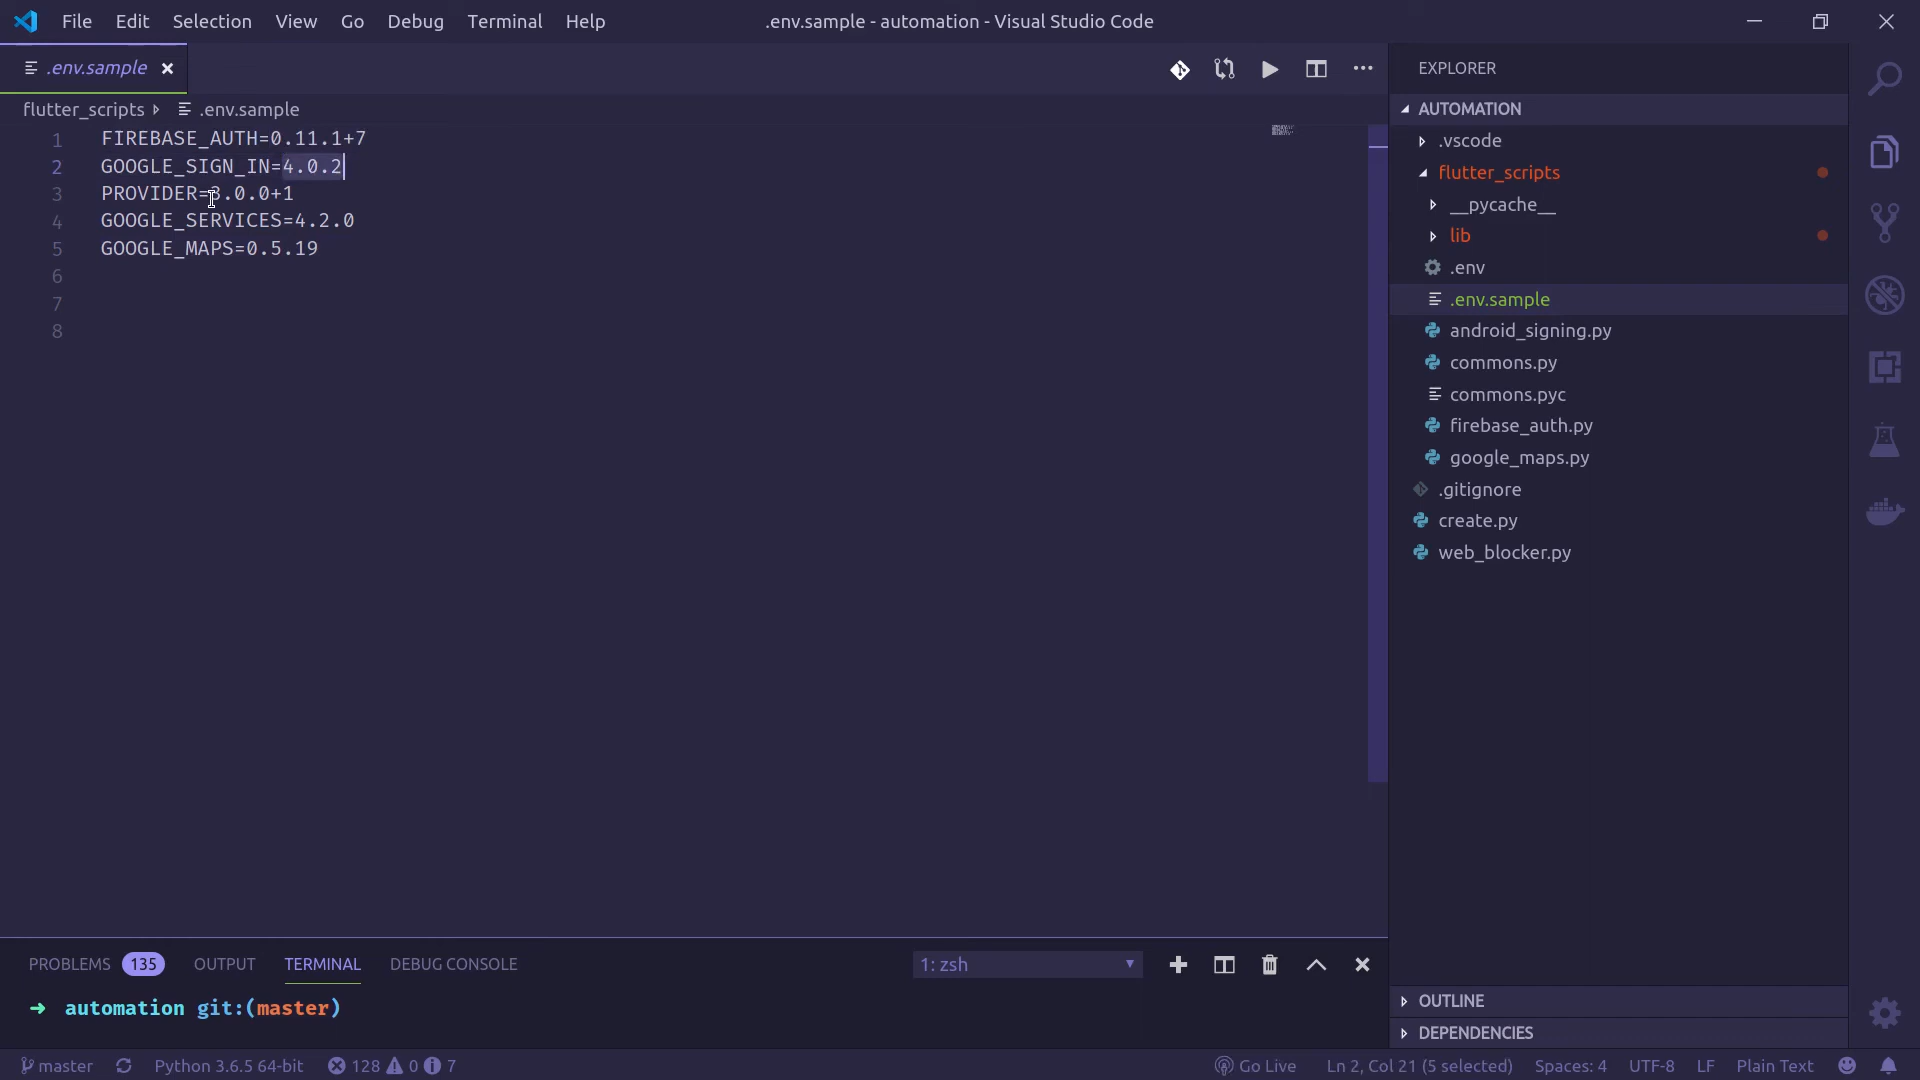 File Edit Selection View Go Debug Terminal Help
.env.sample - automation - Visual Studio Code
.env.sample
flutter_scripts .env.sample
1 FIREBASE_AUTH=0.11.1+7
2 GOOGLE_SIGN_IN=4.0.2
3 PROVIDER=3.0.0+1
4 GOOGLE_SERVICES=4.2.0
5 GOOGLE_MAPS=0.5.19
6
7
8
EXPLORER
AUTOMATION
.vscode
flutter_scripts
__pycache__
lib
.env
.env.sample
android_signing.py
commons.py
commons.pyc
firebase_auth.py
google_maps.py
.gitignore
create.py
web_blocker.py
OUTLINE
DEPENDENCIES
PROBLEMS 135 OUTPUT TERMINAL DEBUG CONSOLE 1: zsh
➜ automation git:(master)
master Python 3.6.5 64-bit 128 0 7 Go Live Ln 2, Col 21 (5 selected) Spaces: 4 UTF-8 LF Plain Text